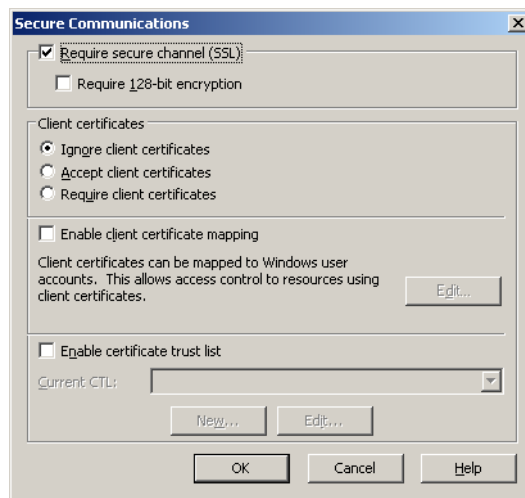 Secure Communications
Require secure channel (SSL)
Require 128-bit encryption
Client certificates
Ignore client certificates
Accept client certificates
Require client certificates
Enable client certificate mapping
Client certificates can be mapped to Windows user
accounts. This allows access control to resources using
client certificates.
Edit...
Enable certificate trust list
Current CTL:
New... Edit...
OK Cancel Help